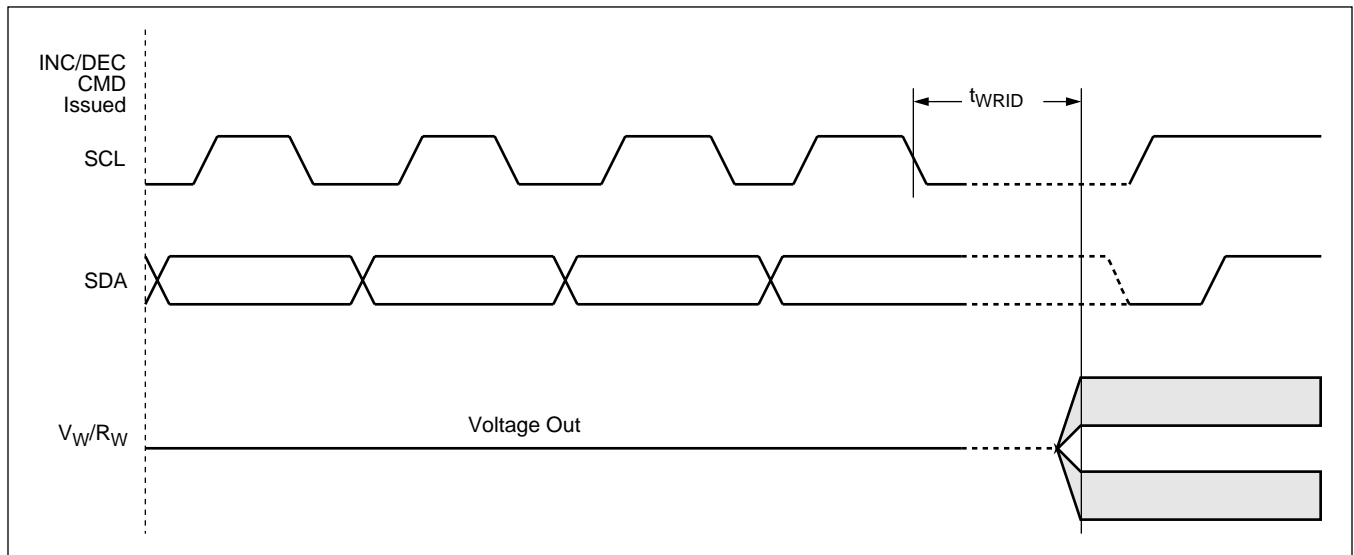 INC/DEC
CMD
Issued
tWRID
SCL
SDA
Voltage Out
VW/RW